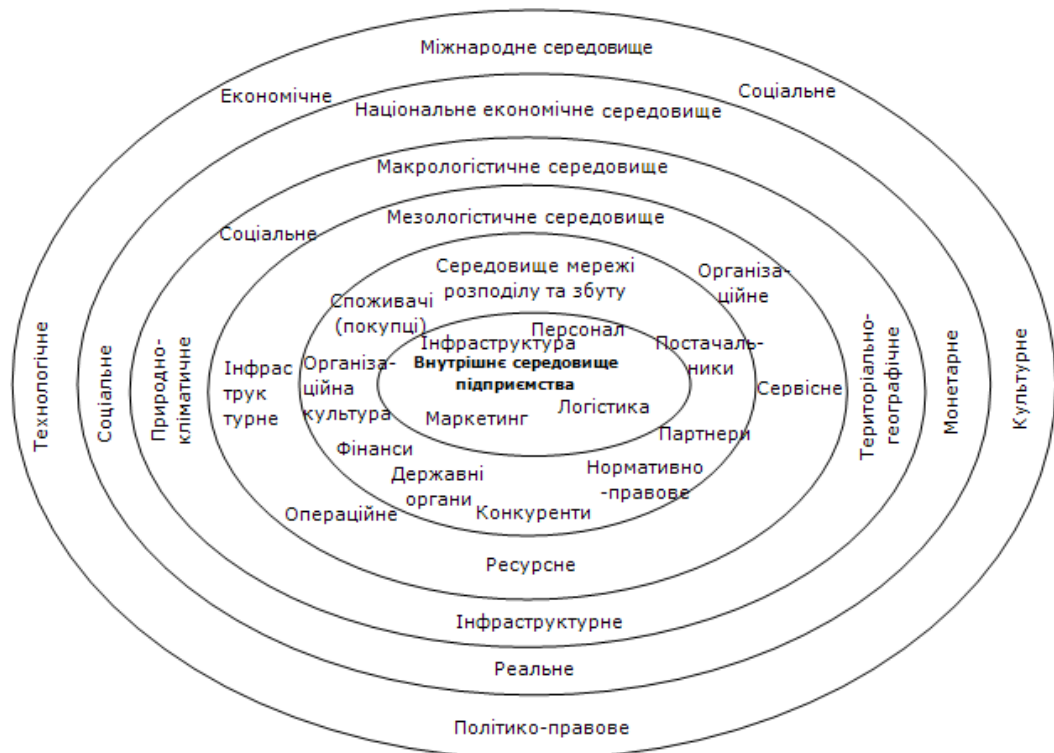 Міжнародне середовище
Економічне
Соціальне
Національне економічне середовище
Макрологістичне середовище
Мезологістичне середовище
Соціальне
Середовище мережі
розподілу та збуту
Організа-
ційне
Споживачі
(покупці)
Персонал
Інфраструктура
Постачаль-
ники
Внутрішнє середовище
підприємства
Технологічне
Соціальне
Природно-
кліматичне
Інфрас
трук
турне
Організа-
ційна
культура
Сервісне
Територіально-
географічне
Монетарне
Культурне
Маркетинг
Логістика
Фінанси
Партнери
Державні
органи
Нормативно
-правове
Операційне
Конкуренти
Ресурсне
Інфраструктурне
Реальне
Політико-правове